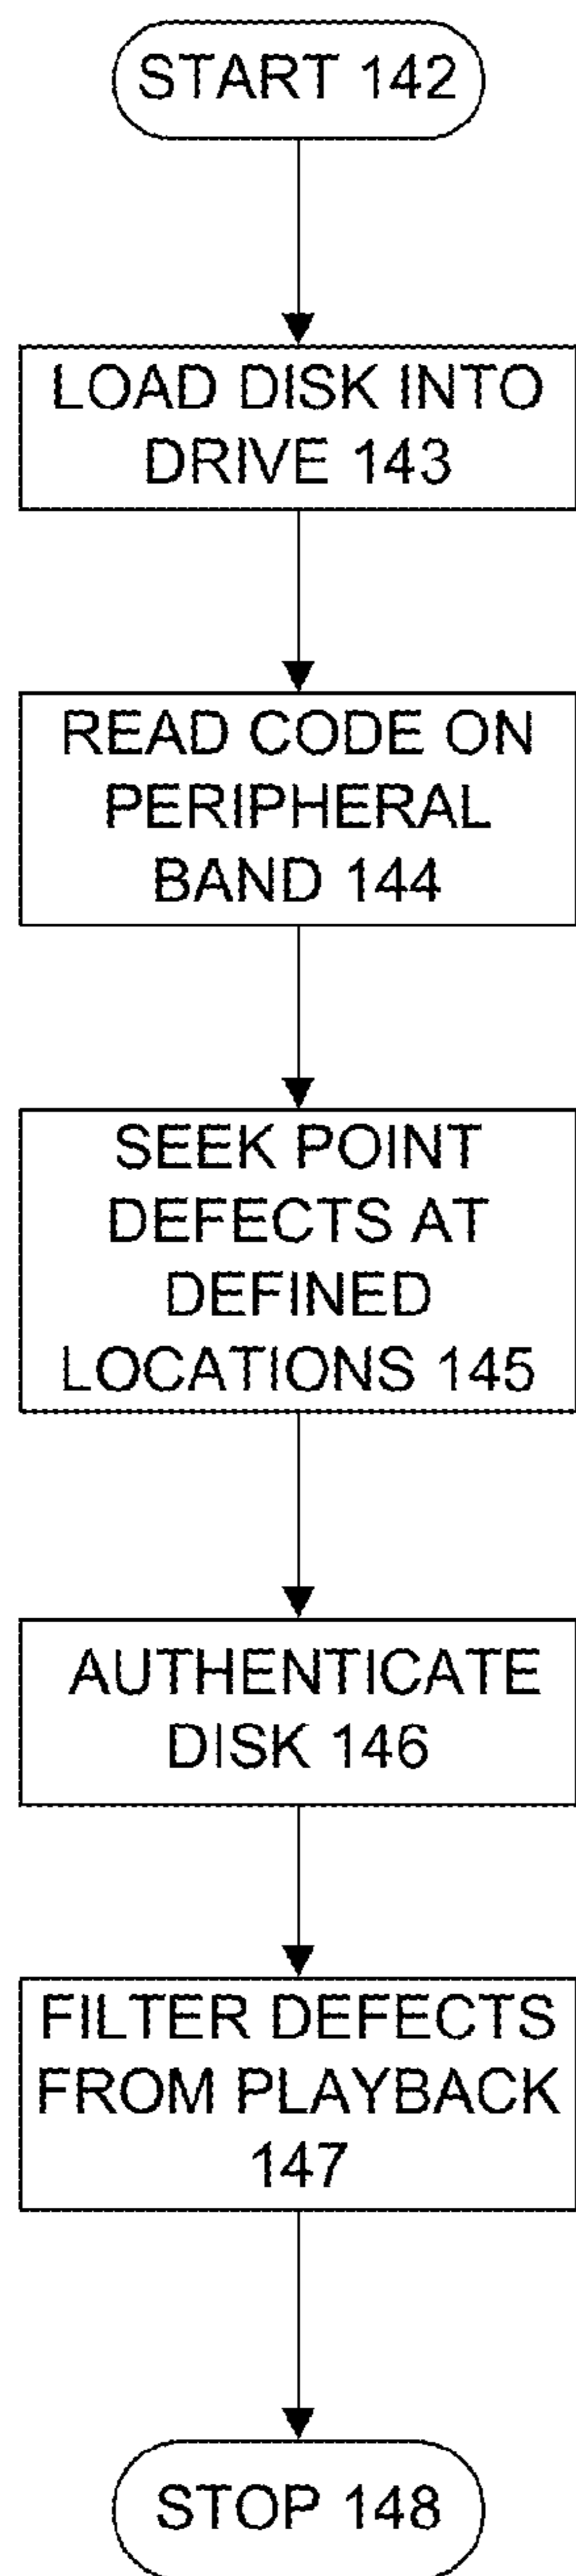 START 142
LOAD DISK INTO
DRIVE 143
READ CODE ON
PERIPHERAL
BAND 144
SEEK POINT
DEFECTS AT
DEFINED
LOCATIONS 145
AUTHENTICATE
DISK 146
FILTER DEFECTS
FROM PLAYBACK
147
STOP 148